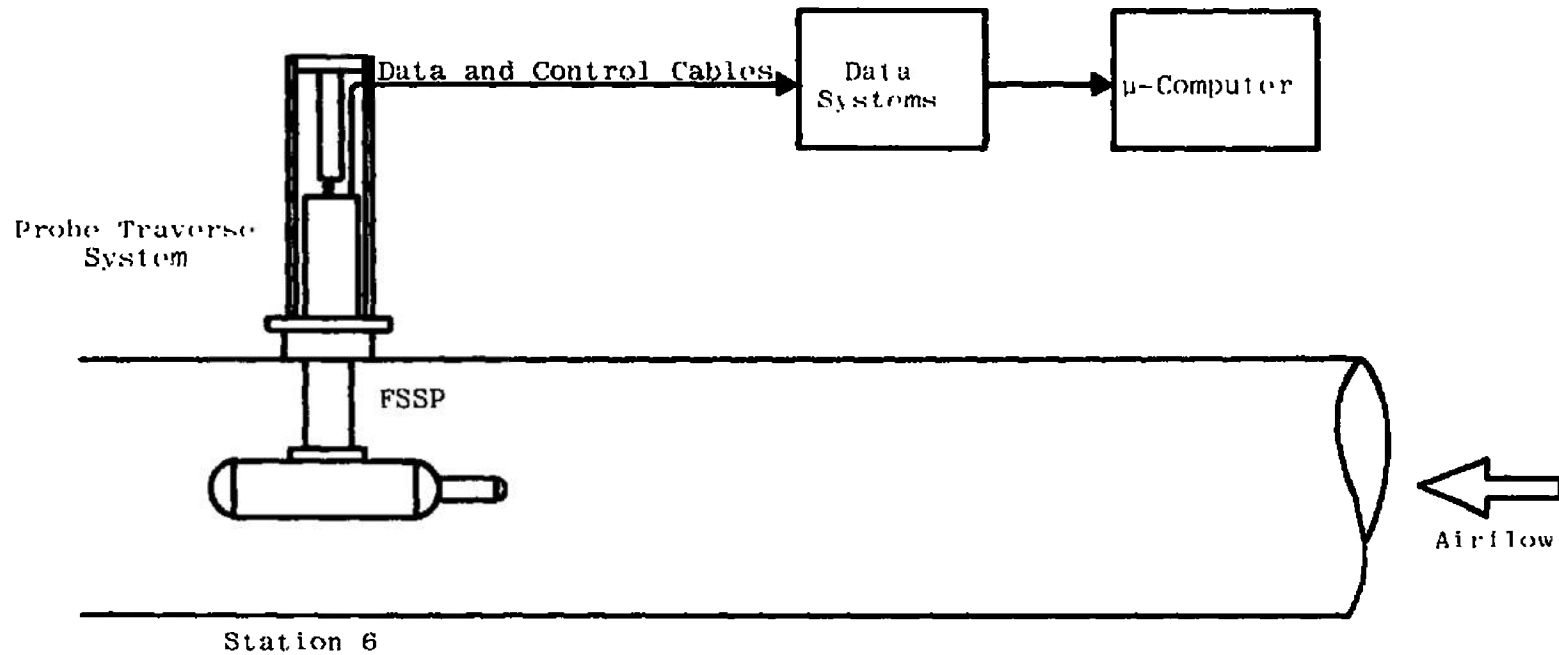 Data and Control Cables
Data
Systems
μ-Computer
Probe Traverse
System
FSSP
Airflow
Station 6